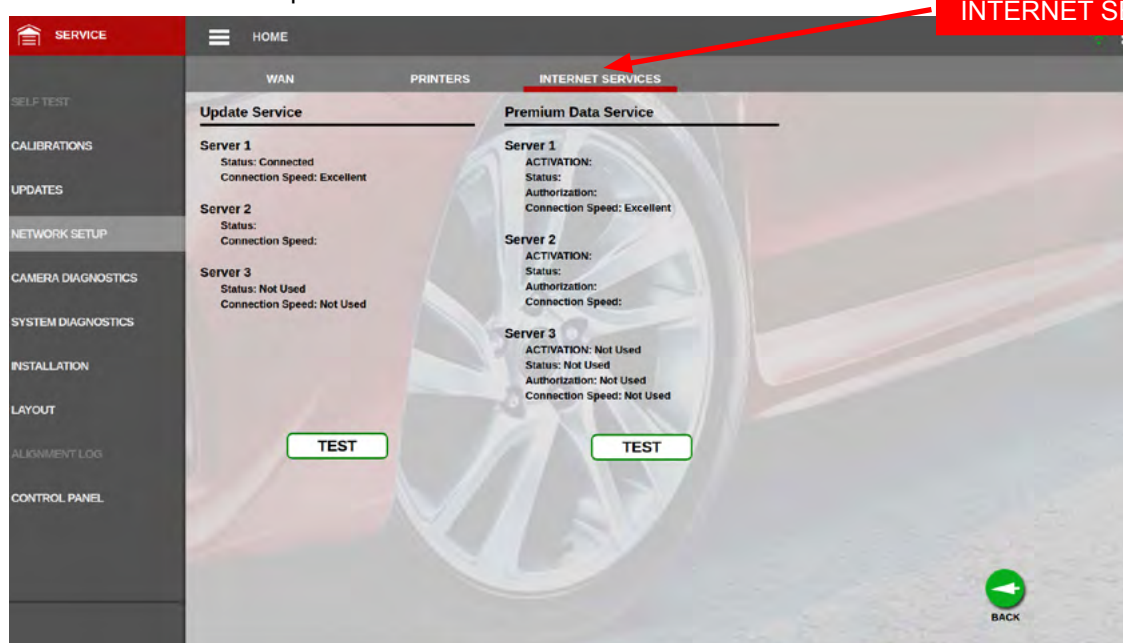 INTERNET
SERVICE
HOME
WAN
PRINTERS
INTERNET SERVICES
SELF TEST
CALIBRATIONS
UPDATES
NETWORK SETUP
CAMERA DIAGNOSTICS
SYSTEM DIAGNOSTICS
INSTALLATION
LAYOUT
ALIGNMENT LOG
CONTROL PANEL
Update Service
Server 1
Status: Connected
Connection Speed: Excellent
Server 2
Status:
Connection Speed:
Server 3
Status: Not Used
Connection Speed: Not Used
TEST
Premium Data Service
Server 1
ACTIVATION:
Status:
Authorization:
Connection Speed: Excellent
Server 2
ACTIVATION:
Status:
Authorization:
Connection Speed:
Server 3
ACTIVATION: Not Used
Status: Not Used
Authorization: Not Used
Connection Speed: Not Used
TEST
BACK